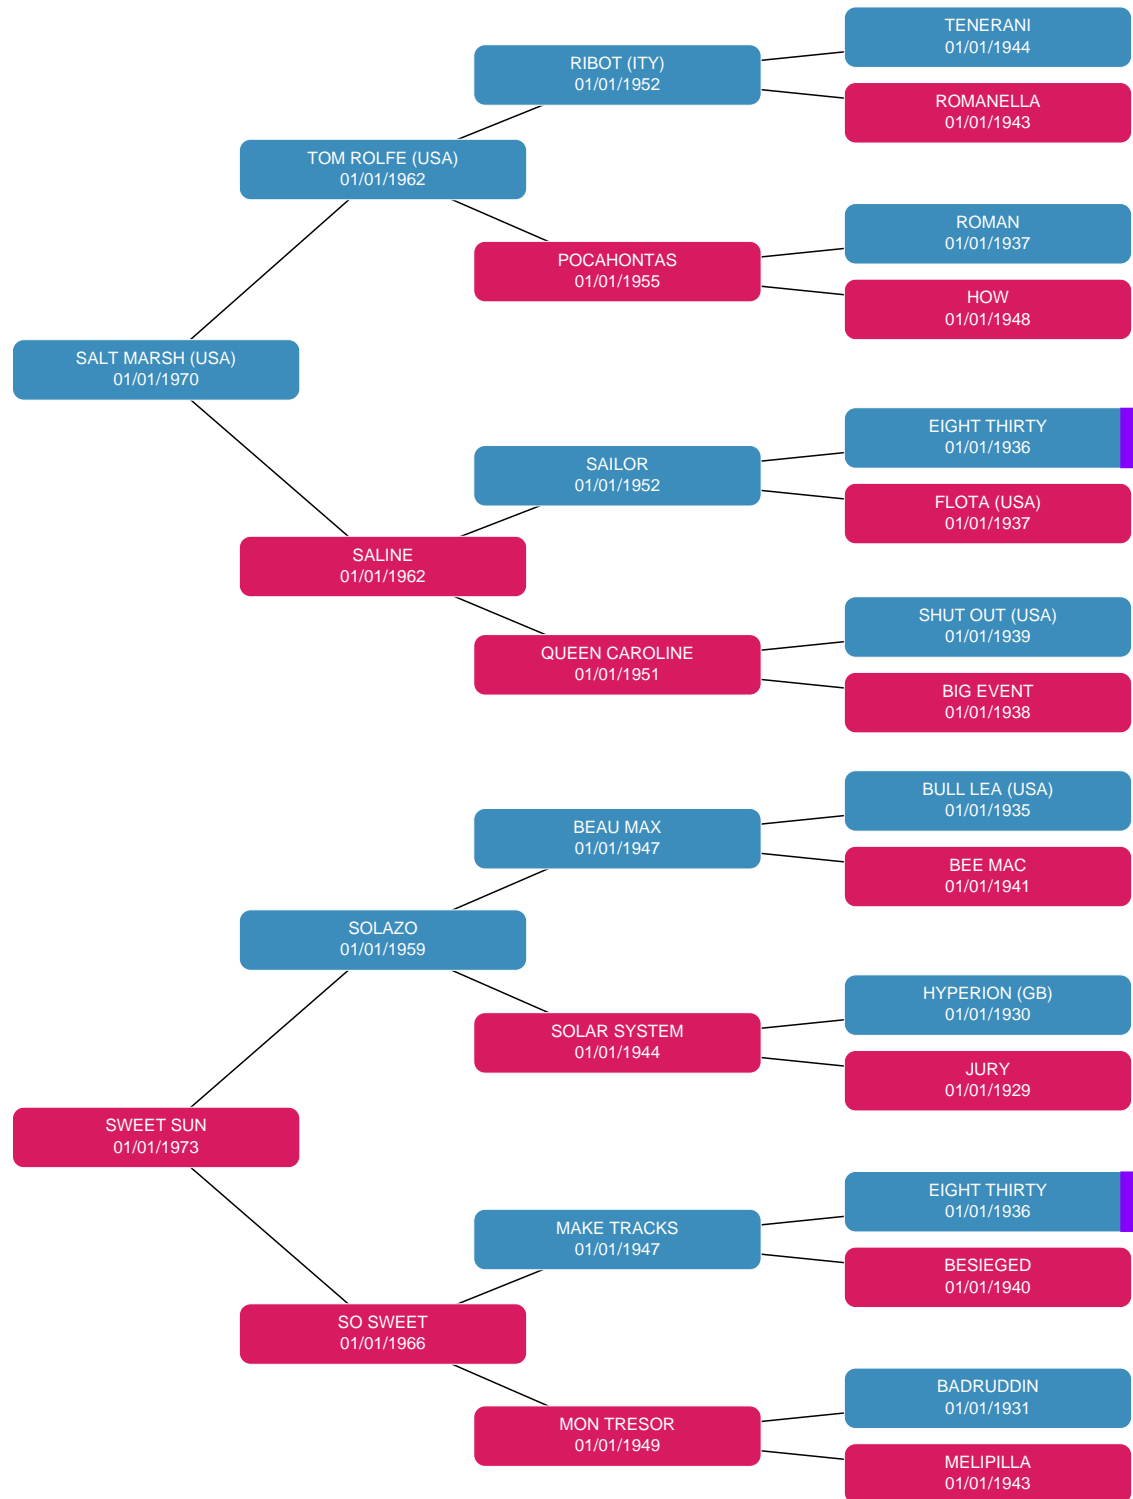 TENERANI
01/01/1944
RIBOT (ITY)
01/01/1952
ROMANELLA
01/01/1943
TOM ROLFE (USA)
01/01/1962
ROMAN
01/01/1937
POCAHONTAS
01/01/1955
HOW
01/01/1948
SALT MARSH (USA)
01/01/1970
EIGHT THIRTY
01/01/1936
SAILOR
01/01/1952
FLOTA (USA)
01/01/1937
SALINE
01/01/1962
SHUT OUT (USA)
01/01/1939
QUEEN CAROLINE
01/01/1951
BIG EVENT
01/01/1938
BULL LEA (USA)
01/01/1935
BEAU MAX
01/01/1947
BEE MAC
01/01/1941
SOLAZO
01/01/1959
HYPERION (GB)
01/01/1930
SOLAR SYSTEM
01/01/1944
JURY
01/01/1929
SWEET SUN
01/01/1973
EIGHT THIRTY
01/01/1936
MAKE TRACKS
01/01/1947
BESIEGED
01/01/1940
SO SWEET
01/01/1966
BADRUDDIN
01/01/1931
MON TRESOR
01/01/1949
MELIPILLA
01/01/1943